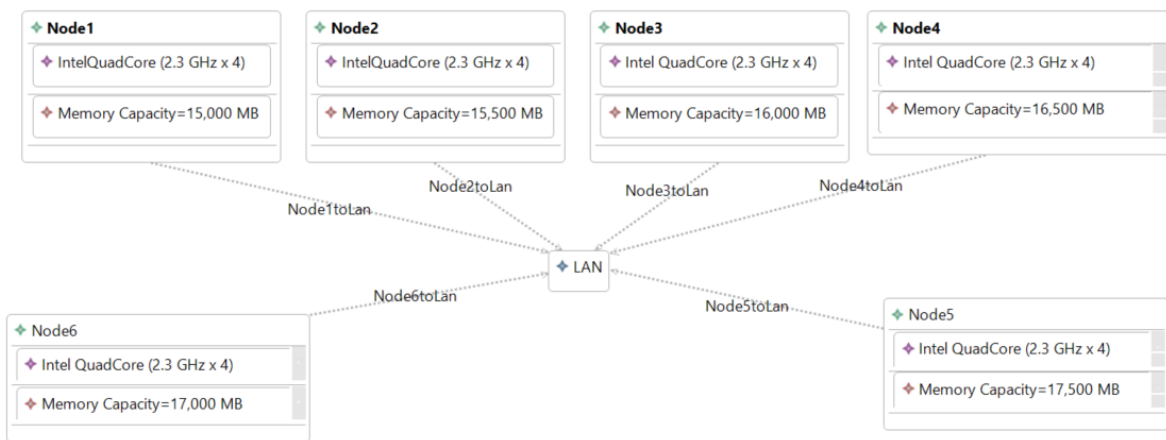 Node1
IntelQuadCore (2.3 GHz x 4)
Memory Capacity=15,000 MB
Node2
IntelQuadCore (2.3 GHz x 4)
Memory Capacity=15,500 MB
Node3
Intel QuadCore (2.3 GHz x 4)
Memory Capacity=16,000 MB
Node4
Intel QuadCore (2.3 GHz x 4)
Memory Capacity=16,500 MB
Node1toLan
Node2toLan
Node3toLan
Node4toLan
LAN
Node6toLan
Node5toLan
Node6
Intel QuadCore (2.3 GHz x 4)
Memory Capacity=17,000 MB
Node5
Intel QuadCore (2.3 GHz x 4)
Memory Capacity=17,500 MB